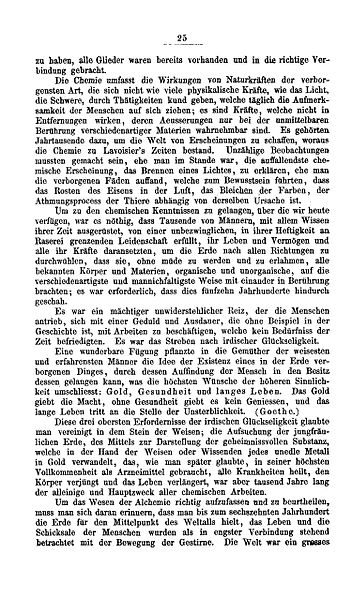 25
zu haben, alle Glieder waren bereits vorhanden und in die richtige Ver-
bindung gebracht.
Die Chemie umfasst die Wirkungen von Naturkräften der verbor-
gensten Art, die sich nicht wie viele physikalische Kräfte, wie das Licht,
die Schwere, durch Thätigkeiten kund geben, welche täglich die Aufmerk-
samkeit der Menschen auf sich ziehen; es sind Kräfte, welche nicht in
Entfernungen wirken, deren Aeusserungen nur bei der unmittelbaren
Berührung verschiedenartiger Materien wahrnehmbar sind. Es gehörten
Jahrtausende dazu, um die Welt von Erscheinungen zu schaffen, woraus
die Chemie zu Lavoisier's Zeiten bestand. Unzählige Beobachtungen
mussten gemacht sein, ehe man im Stande war, die auffallendste che-
mische Erscheinung, das Brennen eines Lichtes, zu erklären, ehe man
die verborgenen Fäden auffand, welche zum Bewusstsein führten, dass
das Rosten des Eisens in der Luft, das Bleichen der Farben, der
Athmungsprocess der Thiere abhängig von derselben Ursache ist.
Um zu den chemischen Kenntnissen zu gelangen, über die wir heute
verfügen, war es nöthig, dass Tausende von Männern, mit allem Wissen
ihrer Zeit ausgerüstet, von einer unbezwinglichen, in ihrer Heftigkeit an
Raserei grenzenden Leidenschaft erfüllt, ihr Leben und Vermögen und
alle ihr Kräfte daransetzten, um die Erde nach allen Richtungen zu
durchwühlen, dass sie, ohne müde zu werden und zu erlahmen, alle
bekannten Körper und Materien, organische und unorganische, auf die
verschiedenartigste und mannichfaltigste Weise mit einander in Berührung
brachten; es war erforderlich, dass dies fünfzehn Jahrhunderte hindurch
geschah.
Es war ein mächtiger unwiderstehlicher Reiz, der die Menschen
antrieb, sich mit einer Geduld und Ausdauer, die ohne Beispiel in der
Geschichte ist, mit Arbeiten zu beschäftigen, welche kein Bedürfniss der
Zeit befriedigten. Es war das Streben nach irdischer Glückseligkeit.
Eine wunderbare Fügung pflanzte in die Gemüther der weisesten
und erfahrensten Männer die Idee der Existenz eines in der Erde ver-
borgenen Dinges, durch dessen Auffindung der Mensch in den Besitz
dessen gelangen kann, was die höchsten Wünsche der höheren Sinnlich-
keit umschliesst: Gold, Gesundheit und langes Leben. Das Gold
giebt die Macht, ohne Gesundheit giebt es kein Geniessen, und das
lange Leben tritt an die Stelle der Unsterblichkeit. (Goethe.)
Diese drei obersten Erfordernisse der irdischen Glückseligkeit glaubte
man vereinigt in dem Stein der Weisen; die Aufsuchung der jungfräu-
lichen Erde, des Mittels zur Darstellung der geheimnissvollen Substanz,
welche in der Hand der Weisen oder Wissenden jedes unedle Metall
in Gold verwandelt, das, wie man später glaubte, in seiner höchsten
Vollkommenheit als Arzneimittel gebraucht, alle Krankheiten heilt, den
Körper verjüngt und das Leben verlängert, war aber tausend Jahre lang
der alleinige und Hauptzweck aller chemischen Arbeiten.
Um das Wesen der Alchemie richtig aufzufassen und zu beurtheilen,
muss man sich daran erinnern, dass man bis zum sechszehnten Jahrhundert
die Erde für den Mittelpunkt des Weltalls hielt, das Leben und die
Schicksale der Menschen wurden als in engster Verbindung stehend
betrachtet mit der Bewegung der Gestirne. Die Welt war ein grosses